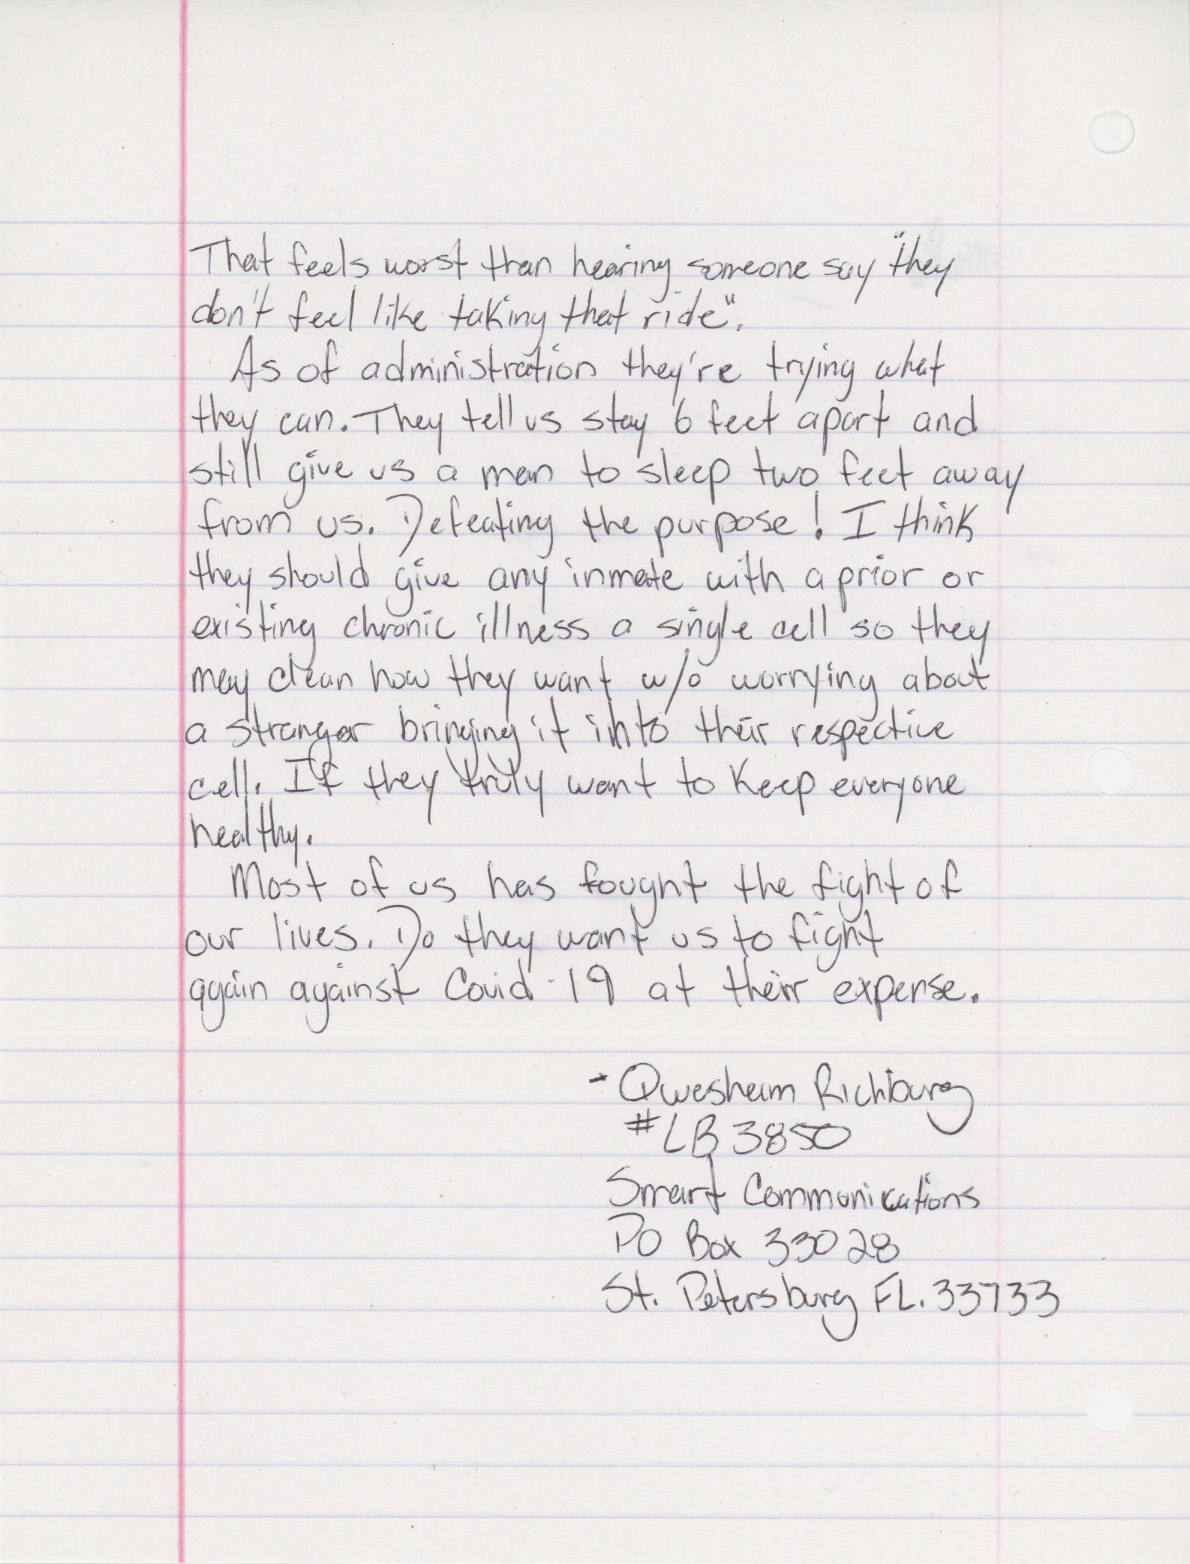 That feels worst than hearing someone say "they
don't feel like taking that ride".
As of administration they're trying what
they can. They tell us stay 6 feet apart and
still give us a man to sleep two feet away
from us. Defeating the purpose! I think
they should give any inmate with a prior or
existing chronic illness a single cell so they
may clean how they want w/o worrying about
a stranger bringing it into their respective
cell. If they truly want to keep everyone
healthy.
Most of us has fought the fight of
our lives. Do they want us to fight
again against Covid-19 at their expense.
- Qwesheim Richburg
#LB3850
Smart Communications
PO Box 33028
St. Petersburg FL. 33733